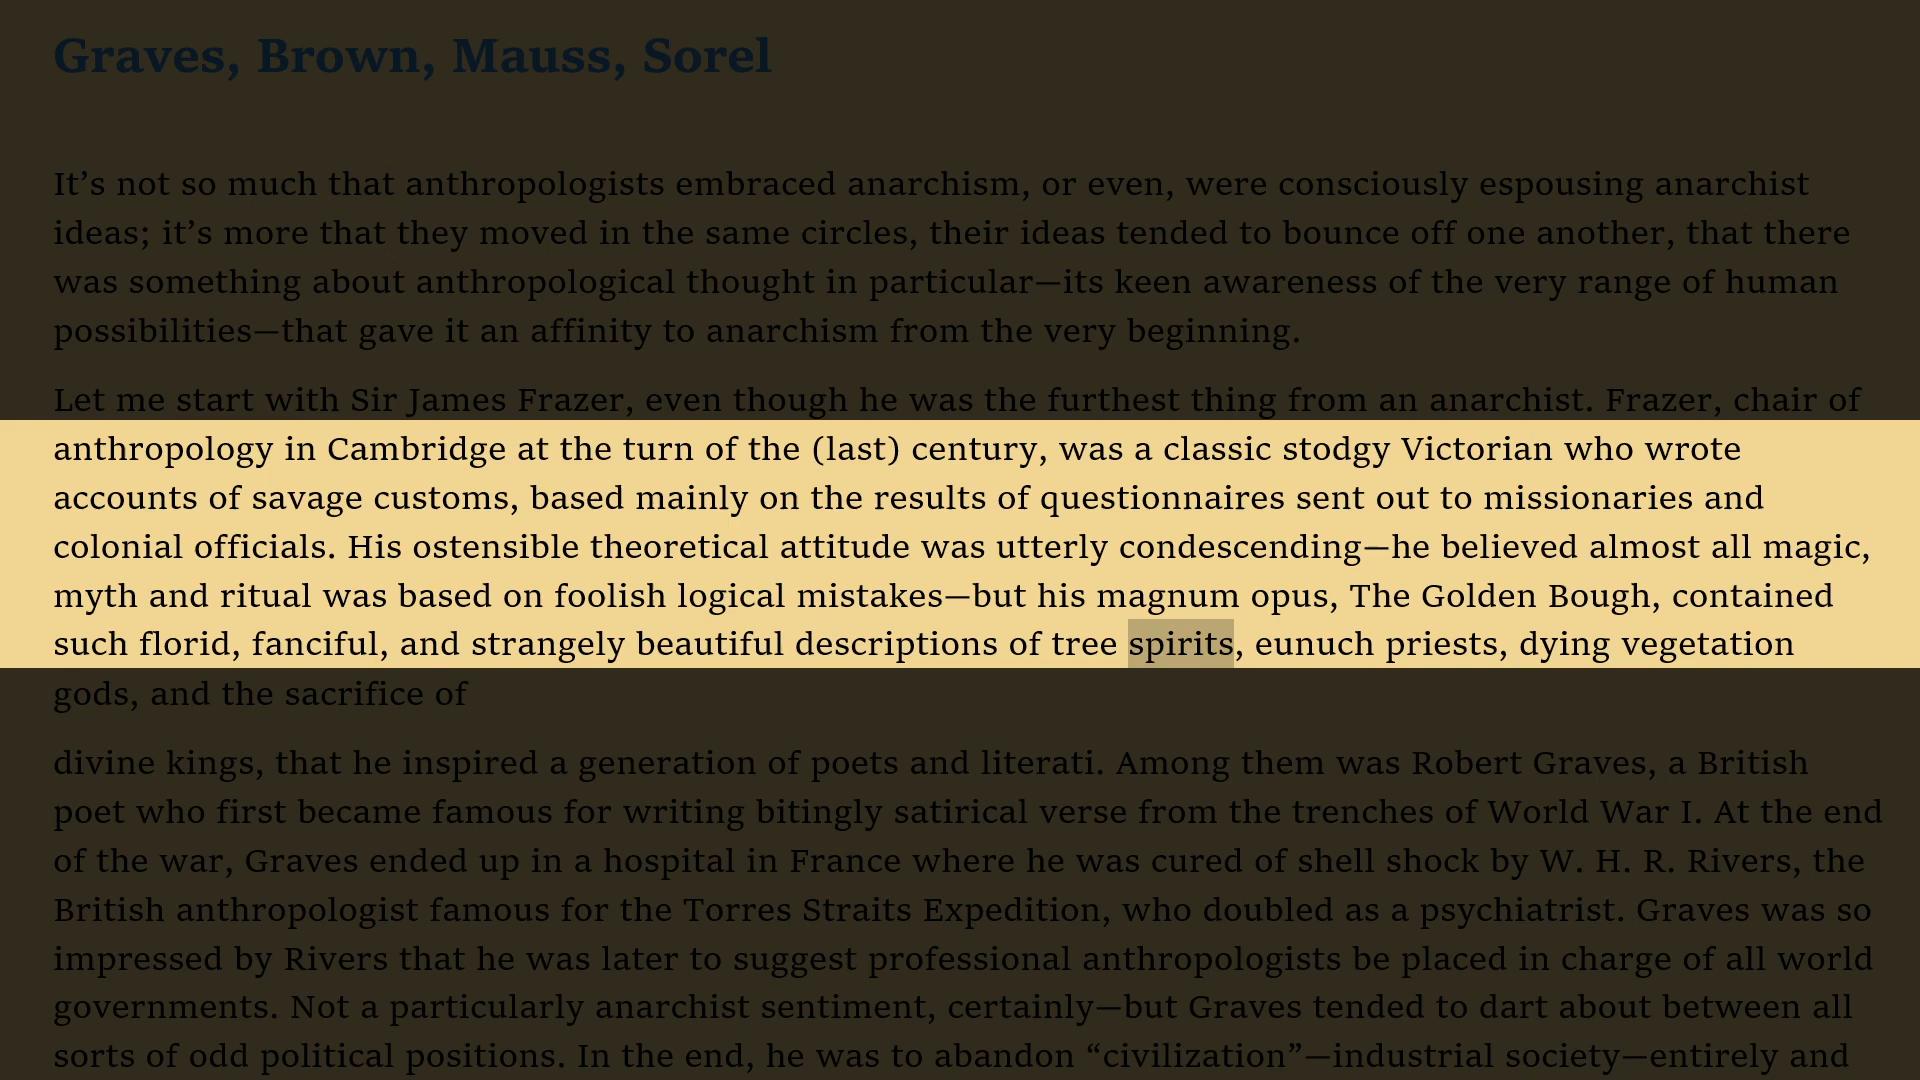 Graves, Brown, Mauss, Sorel
It’s not so much that anthropologists embraced anarchism, or even, were consciously espousing anarchist
ideas; it’s more that they moved in the same circles, their ideas tended to bounce off one another, that there
was something about anthropological thought in particular—its keen awareness of the very range of human
possibilities—that gave it an affinity to anarchism from the very beginning.
Let me start with Sir James Frazer, even though he was the furthest thing from an anarchist. Frazer, chair of
anthropology in Cambridge at the turn of the (last) century, was a classic stodgy Victorian who wrote
accounts of savage customs, based mainly on the results of questionnaires sent out to missionaries and
colonial officials. His ostensible theoretical attitude was utterly condescending—he believed almost all magic,
myth and ritual was based on foolish logical mistakes—but his magnum opus, The Golden Bough, contained
such florid, fanciful, and strangely beautiful descriptions of tree spirits, eunuch priests, dying vegetation
gods, and the sacrifice of
divine kings, that he inspired a generation of poets and literati. Among them was Robert Graves, a British
poet who first became famous for writing bitingly satirical verse from the trenches of World War I. At the end
of the war, Graves ended up in a hospital in France where he was cured of shell shock by W. H. R. Rivers, the
British anthropologist famous for the Torres Straits Expedition, who doubled as a psychiatrist. Graves was so
impressed by Rivers that he was later to suggest professional anthropologists be placed in charge of all world
governments. Not a particularly anarchist sentiment, certainly—but Graves tended to dart about between all
sorts of odd political positions. In the end, he was to abandon “civilization”—industrial society—entirely and